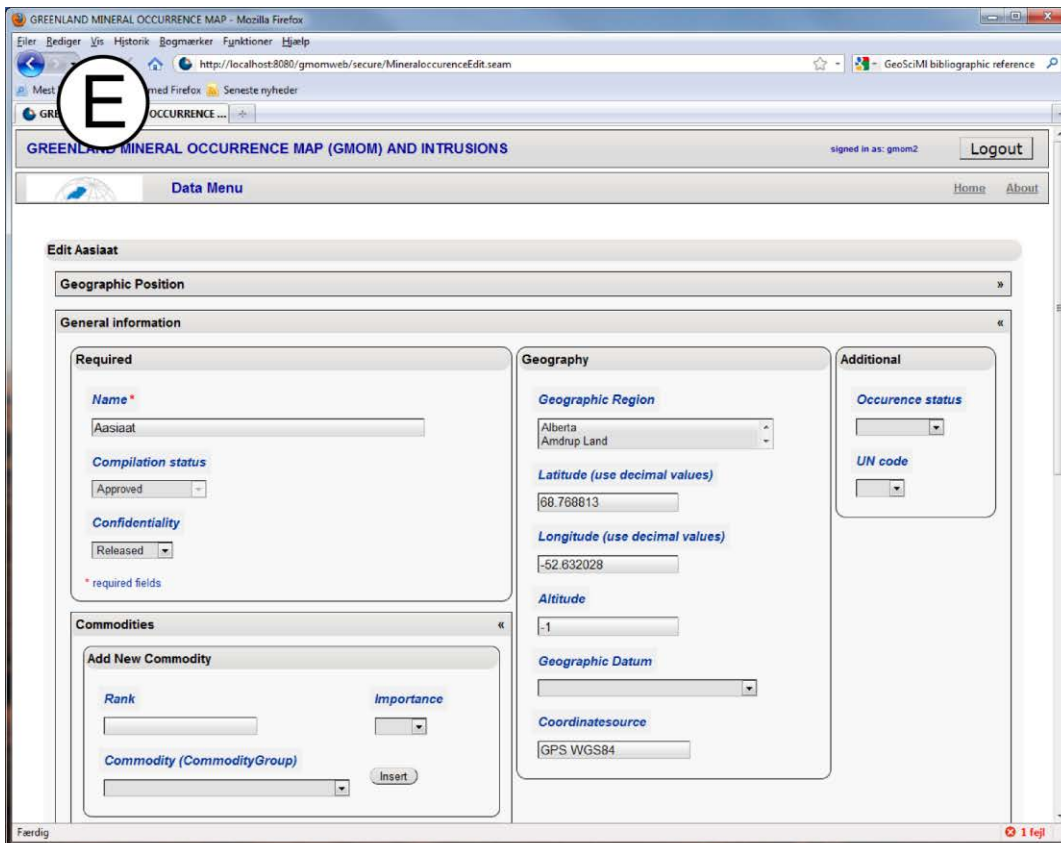 GREENLAND MINERAL OCCURRENCE MAP - Mozilla Firefox
Filer Rediger Vis Historik Bogmærker Funktioner Hjælp
http://localhost:8080/gmomweb/secure/MineraloccurenceEdit.seam
GeoSciMl bibliographic reference
Mest med Firefox Seneste nyheder
E
GRE OCCURRENCE ...
GREENLAND MINERAL OCCURRENCE MAP (GMOM) AND INTRUSIONS
signed in as: gmom2
Logout
Data Menu
Home About
Edit Aasiaat
Geographic Position »
General information «
Required
Name *
Aasiaat
Compilation status
Approved
Confidentiality
Released
* required fields
Geography
Geographic Region
Alberta
Amdrup Land
Latitude (use decimal values)
68.768813
Longitude (use decimal values)
-52.632028
Altitude
-1
Geographic Datum
Coordinatesource
GPS WGS84
Additional
Occurence status
UN code
Commodities «
Add New Commodity
Rank
Importance
Commodity (CommodityGroup)
Insert
Færdig
1 fejl